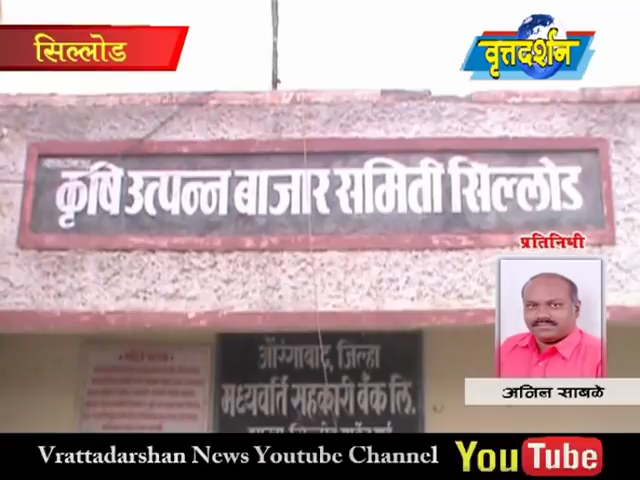 सिल्लोड
वृत्तदर्शन
कृषि उत्पन्न बाजार समिती सिल्लोड
प्रतिनिधी
औरंगाबाद, जिल्हा
मध्यवर्ति सहकारी बँक लि.
अनिल साबळे
Vrattadarshan News Youtube Channel
YouTube